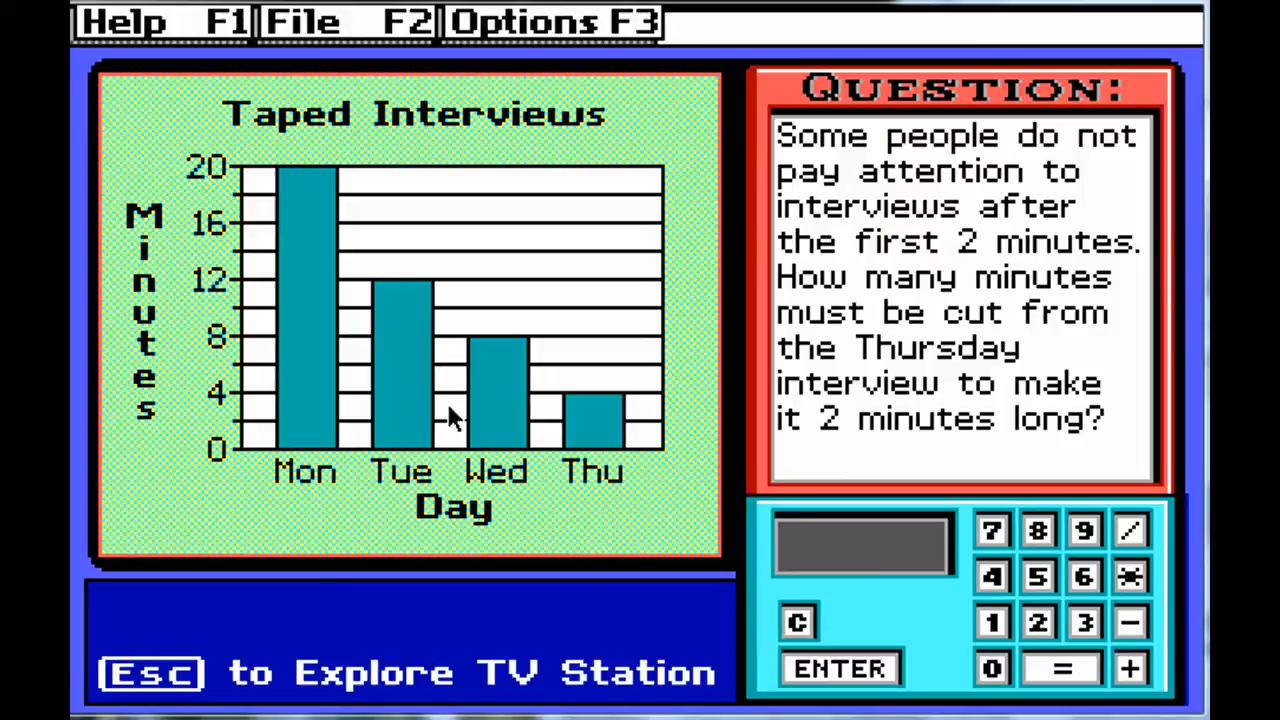 Help F1 File F2 Options F3
Taped Interviews
20
16
12
8
4
0
Minutes
Mon Tue Wed Thu
Day
Esc to Explore TV Station
QUESTION:
Some people do not
pay attention to
interviews after
the first 2 minutes.
How many minutes
must be cut from
the Thursday
interview to make
it 2 minutes long?
7 8 9 /
4 5 6 *
C 1 2 3 -
ENTER 0 = +